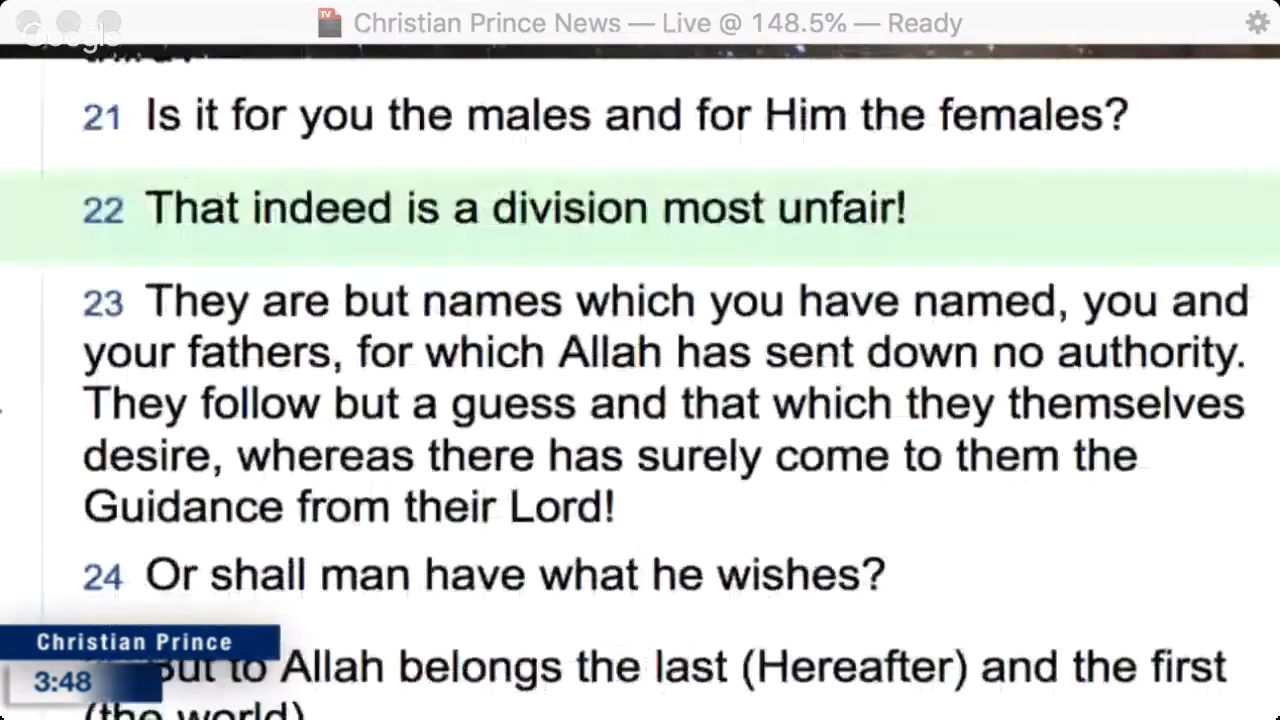 Christian Prince News — Live @ 148.5% — Ready
Google
21 Is it for you the males and for Him the females?
22 That indeed is a division most unfair!
23 They are but names which you have named, you and
your fathers, for which Allah has sent down no authority.
They follow but a guess and that which they themselves
desire, whereas there has surely come to them the
Guidance from their Lord!
24 Or shall man have what he wishes?
Christian Prince
But to Allah belongs the last (Hereafter) and the first
3:48
(the world)